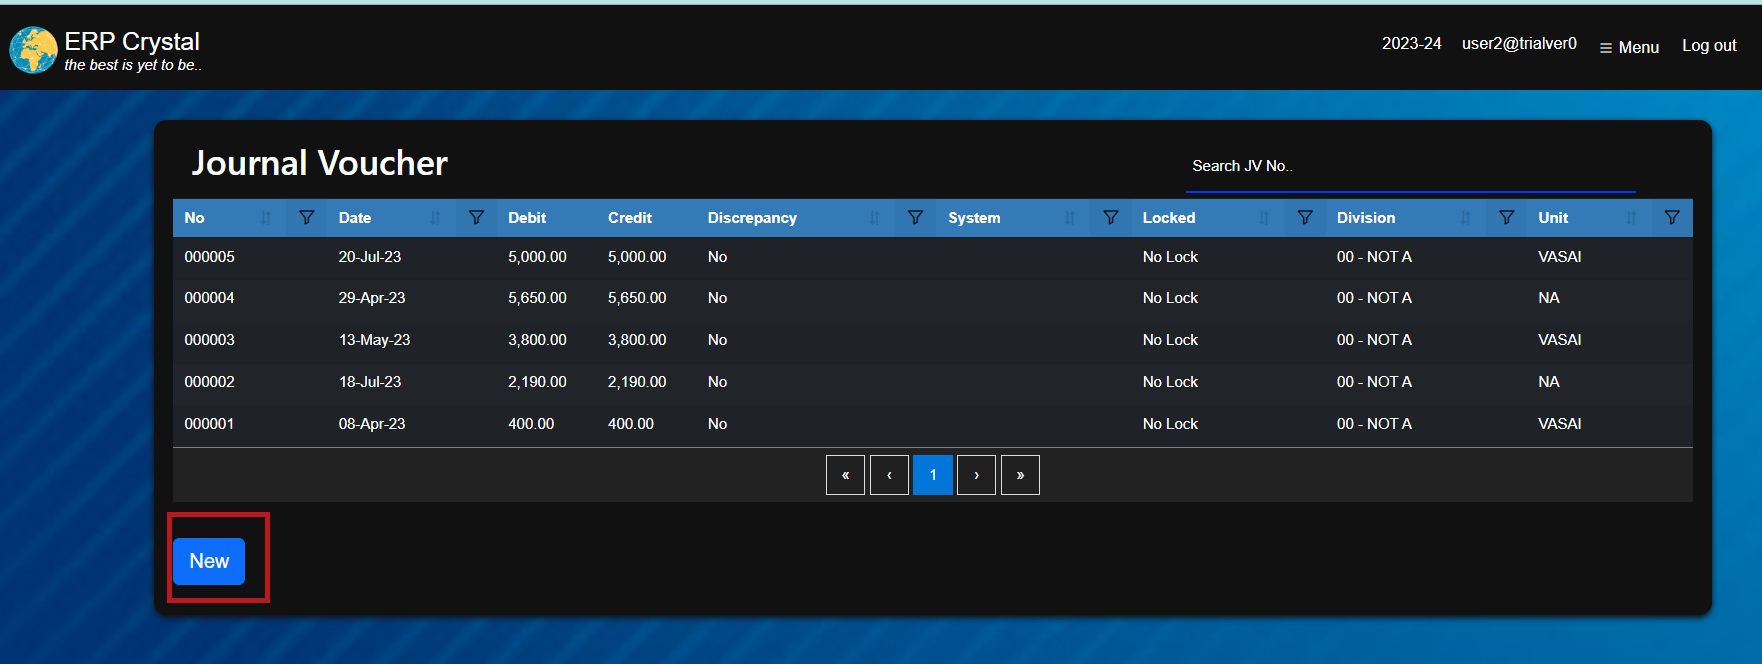 ERP Crystal
the best is yet to be..
2023-24 user2@trialver0 ≡ Menu Log out
Journal Voucher
Search JV No..
No Date Debit Credit Discrepancy System Locked Division Unit
000005 20-Jul-23 5,000.00 5,000.00 No No Lock 00 - NOT A VASAI
000004 29-Apr-23 5,650.00 5,650.00 No No Lock 00 - NOT A NA
000003 13-May-23 3,800.00 3,800.00 No No Lock 00 - NOT A VASAI
000002 18-Jul-23 2,190.00 2,190.00 No No Lock 00 - NOT A NA
000001 08-Apr-23 400.00 400.00 No No Lock 00 - NOT A VASAI
« ‹ 1 › »
New